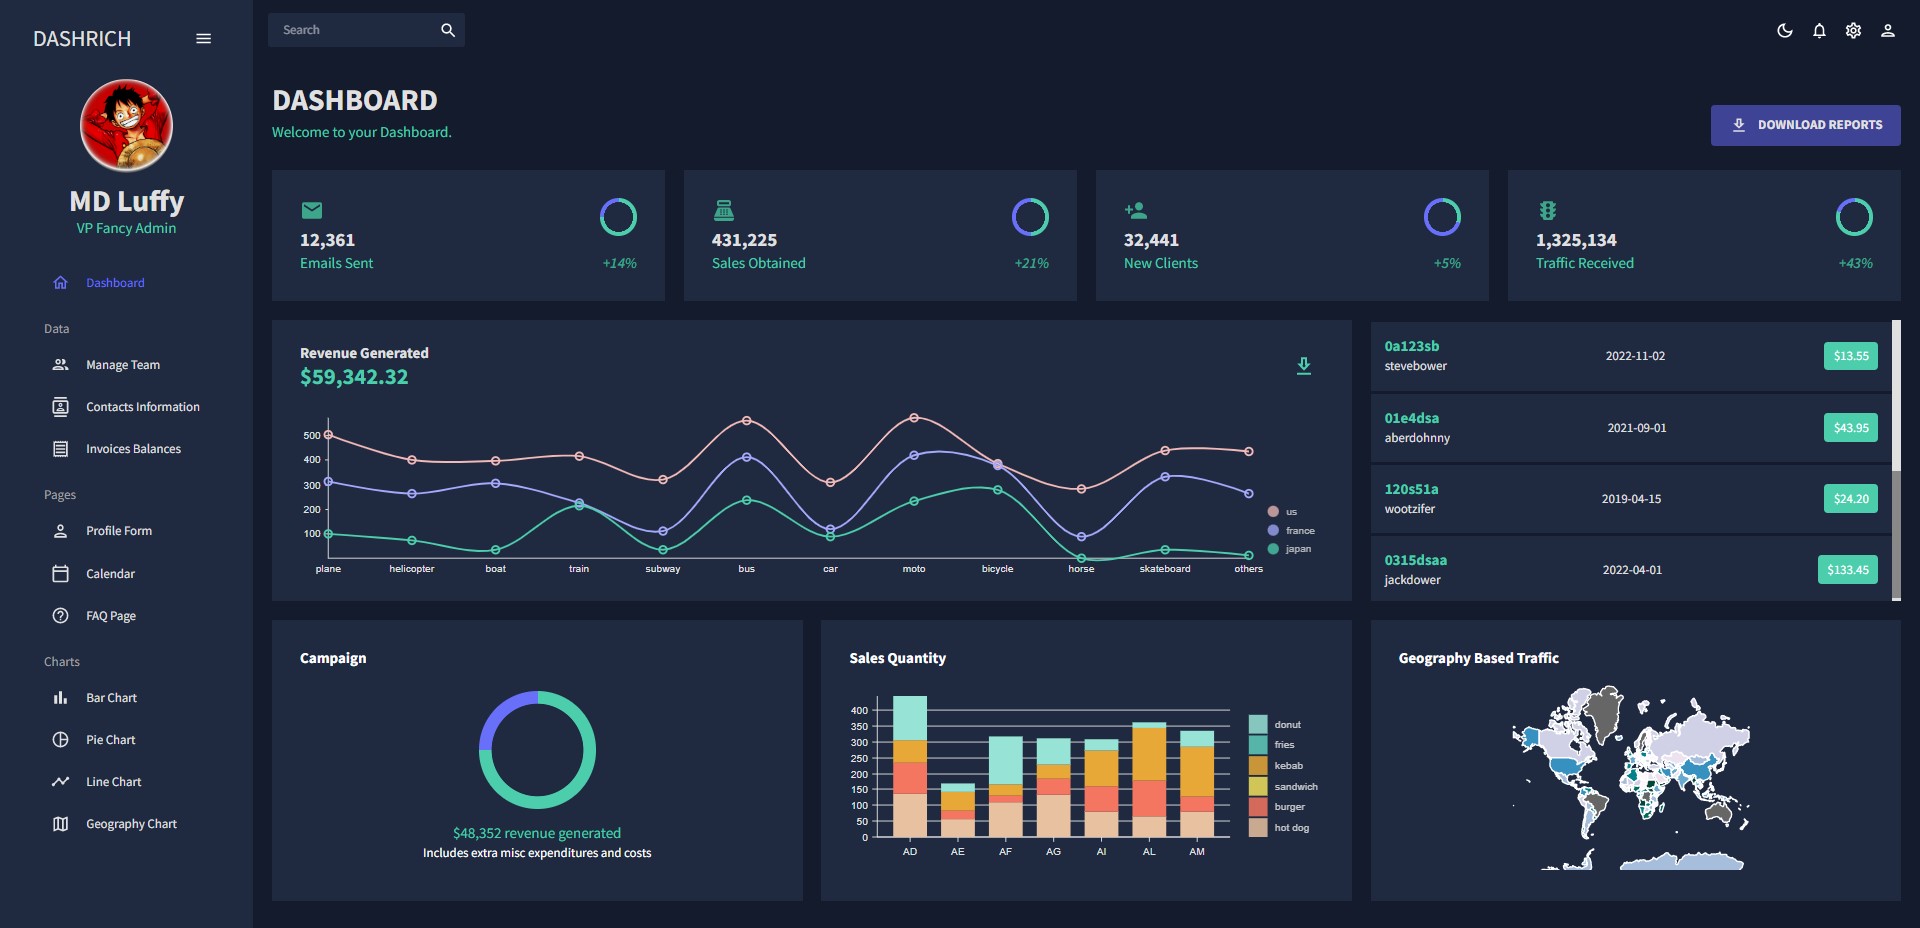 DASHRICH
Search
MD Luffy
VP Fancy Admin
Dashboard
Data
Manage Team
Contacts Information
Invoices Balances
Pages
Profile Form
Calendar
FAQ Page
Charts
Bar Chart
Pie Chart
Line Chart
Geography Chart
DASHBOARD
Welcome to your Dashboard.
DOWNLOAD REPORTS
12,361
Emails Sent
+14%
431,225
Sales Obtained
+21%
32,441
New Clients
+5%
1,325,134
Traffic Received
+43%
Revenue Generated
$59,342.32
500
400
300
200
100
plane helicopter boat train subway bus car moto bicycle horse skateboard others
us
france
japan
0a123sb
stevebower
2022-11-02
$13.55
01e4dsa
aberdohnny
2021-09-01
$43.95
120s51a
wootzifer
2019-04-15
$24.20
0315dsaa
jackdower
2022-04-01
$133.45
Campaign
$48,352 revenue generated
Includes extra misc expenditures and costs
Sales Quantity
400
350
300
250
200
150
100
50
0
AD AE AF AG AI AL AM
donut
fries
kebab
sandwich
burger
hot dog
Geography Based Traffic